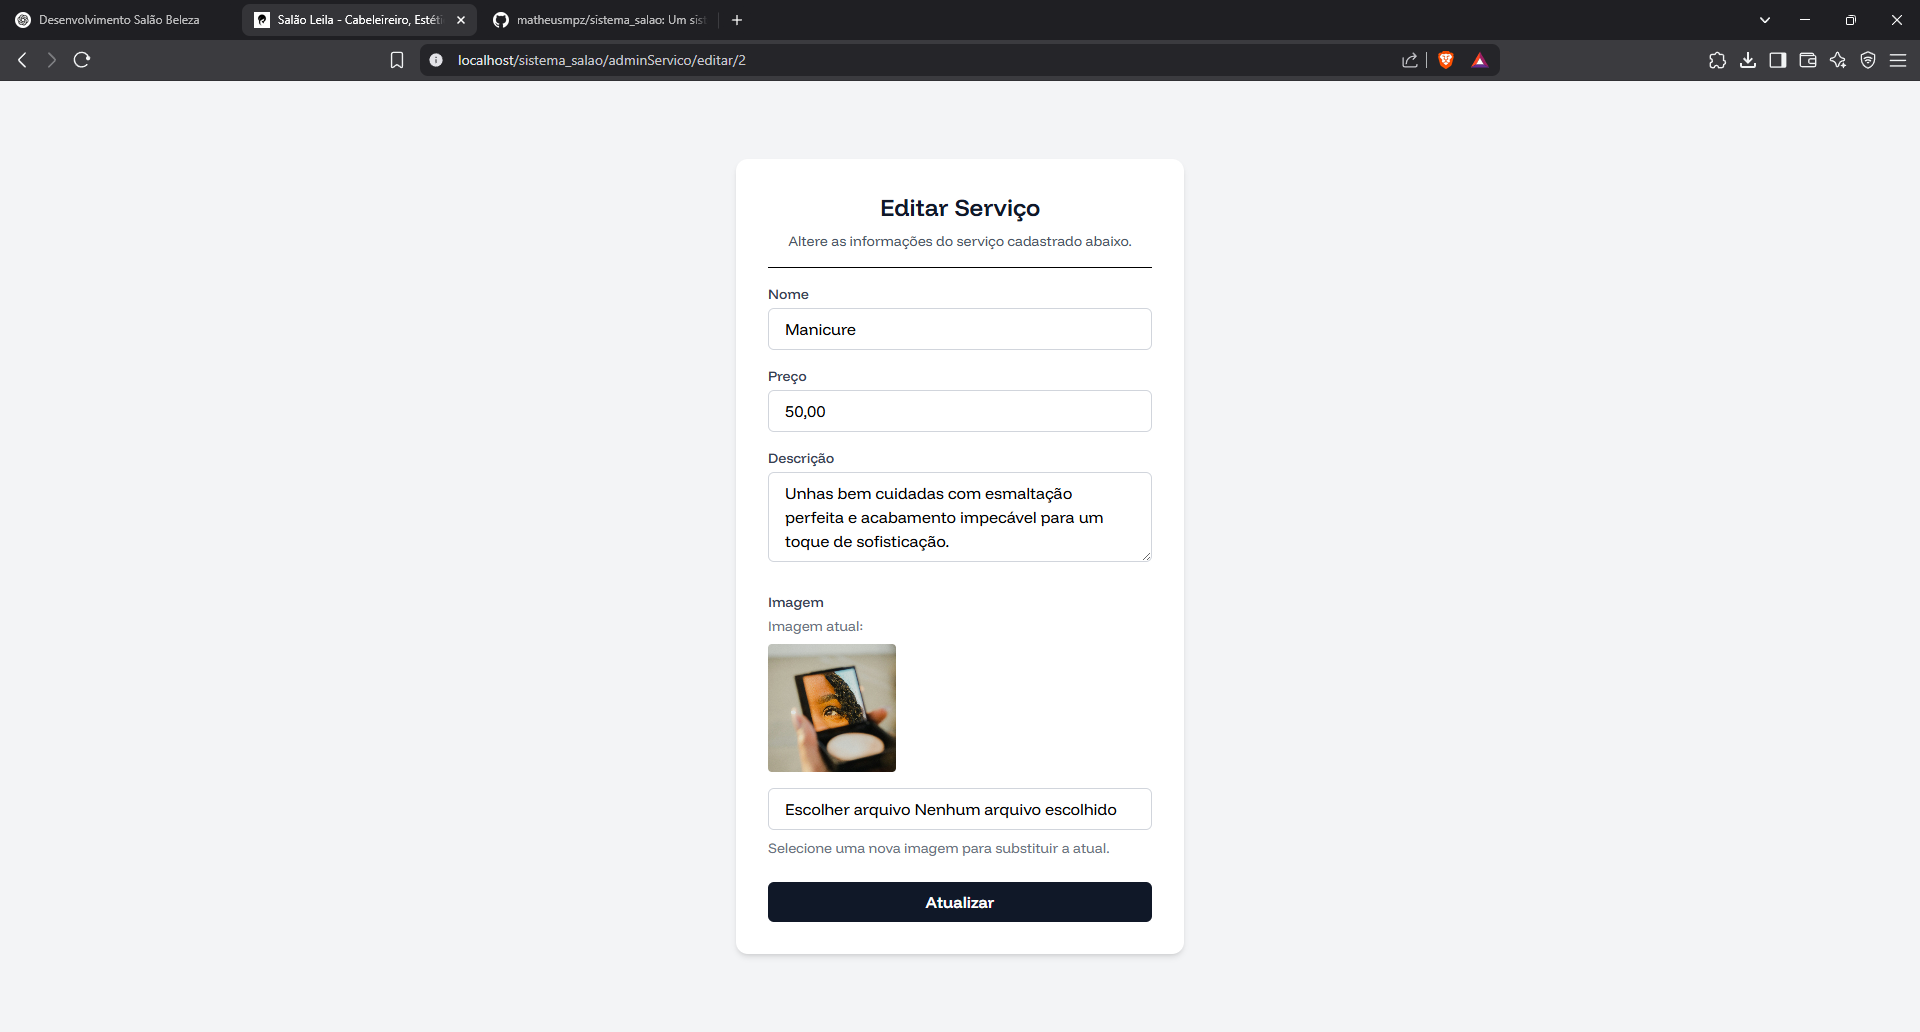 Desenvolvimento Salão Beleza
Salão Leila - Cabeleireiro, Estéti
matheusmpz/sistema_salao: Um sist
localhost/sistema_salao/adminServico/editar/2
Editar Serviço
Altere as informações do serviço cadastrado abaixo.
Nome
Manicure
Preço
50,00
Descrição
Unhas bem cuidadas com esmaltação
perfeita e acabamento impecável para um
toque de sofisticação.
Imagem
Imagem atual:
Escolher arquivo Nenhum arquivo escolhido
Selecione uma nova imagem para substituir a atual.
Atualizar